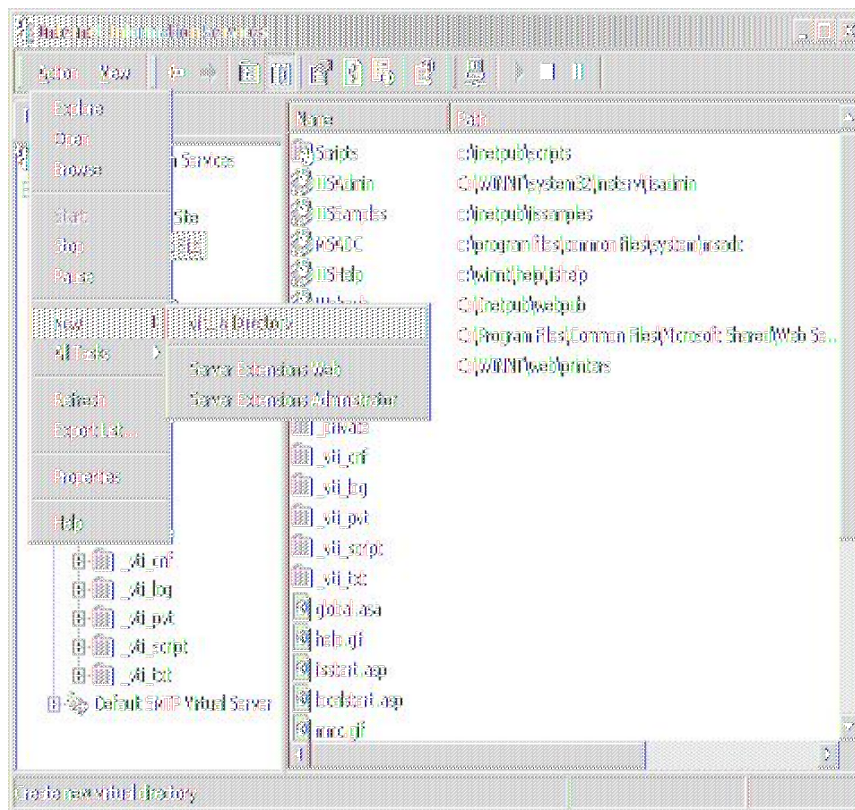 Internet Information Services
Action View
Explore
Open
Browse
Start
Stop
Pause
New
All Tasks
Refresh
Export List...
Properties
Help
Virtual Directory
Server Extensions Web
Server Extensions Administrator
Services
Site
Name Path
Scripts c:\inetpub\scripts
IISAdmin C:\WINNT\system32\inetsrv\iisadmin
IISSamples c:\inetpub\iissamples
MSADC c:\program files\common files\system\msadc
IISHelp c:\winnt\help\iishelp
C:\Inetpub\webpub
C:\Program Files\Common Files\Microsoft Shared\Web Se...
C:\WINNT\web\printers
_private
_vti_cnf
_vti_log
_vti_pvt
_vti_script
_vti_txt
global.asa
help.gif
iisstart.asp
localstart.asp
mmc.gif
_vti_cnf
_vti_log
_vti_pvt
_vti_script
_vti_txt
Default SMTP Virtual Server
Create new virtual directory